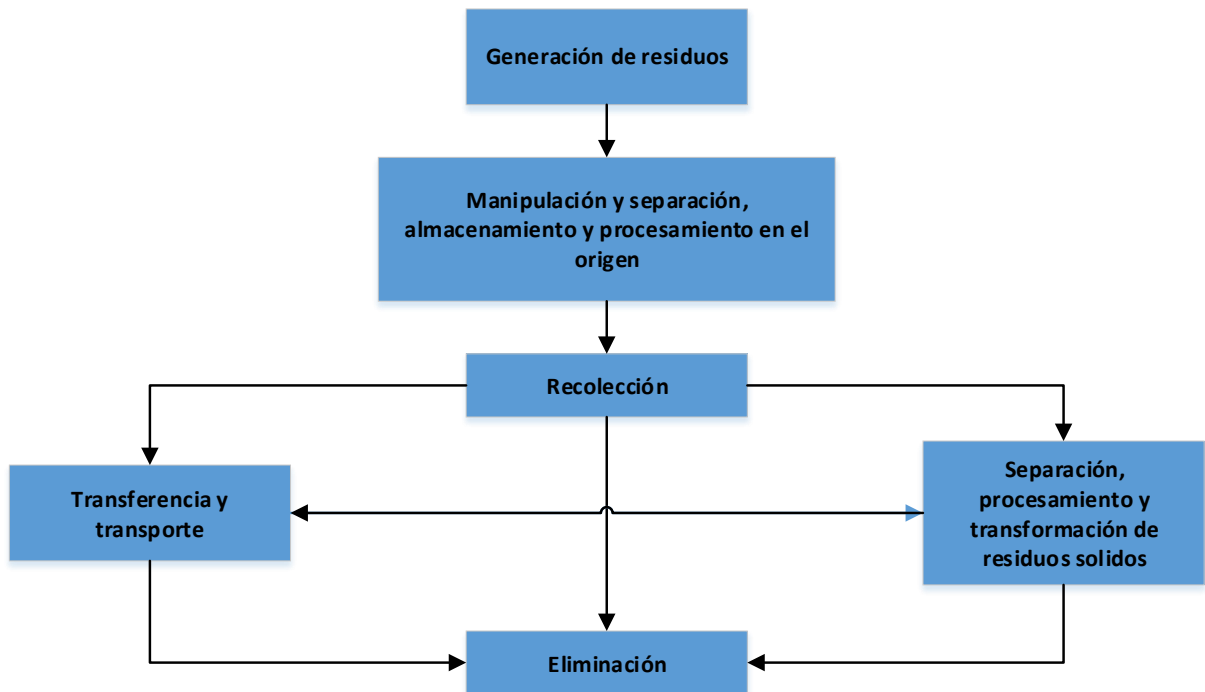 Generación de residuos
Manipulación y separación,
almacenamiento y procesamiento en el
origen
Recolección
Transferencia y
transporte
Separación,
procesamiento y
transformación de
residuos solidos
Eliminación